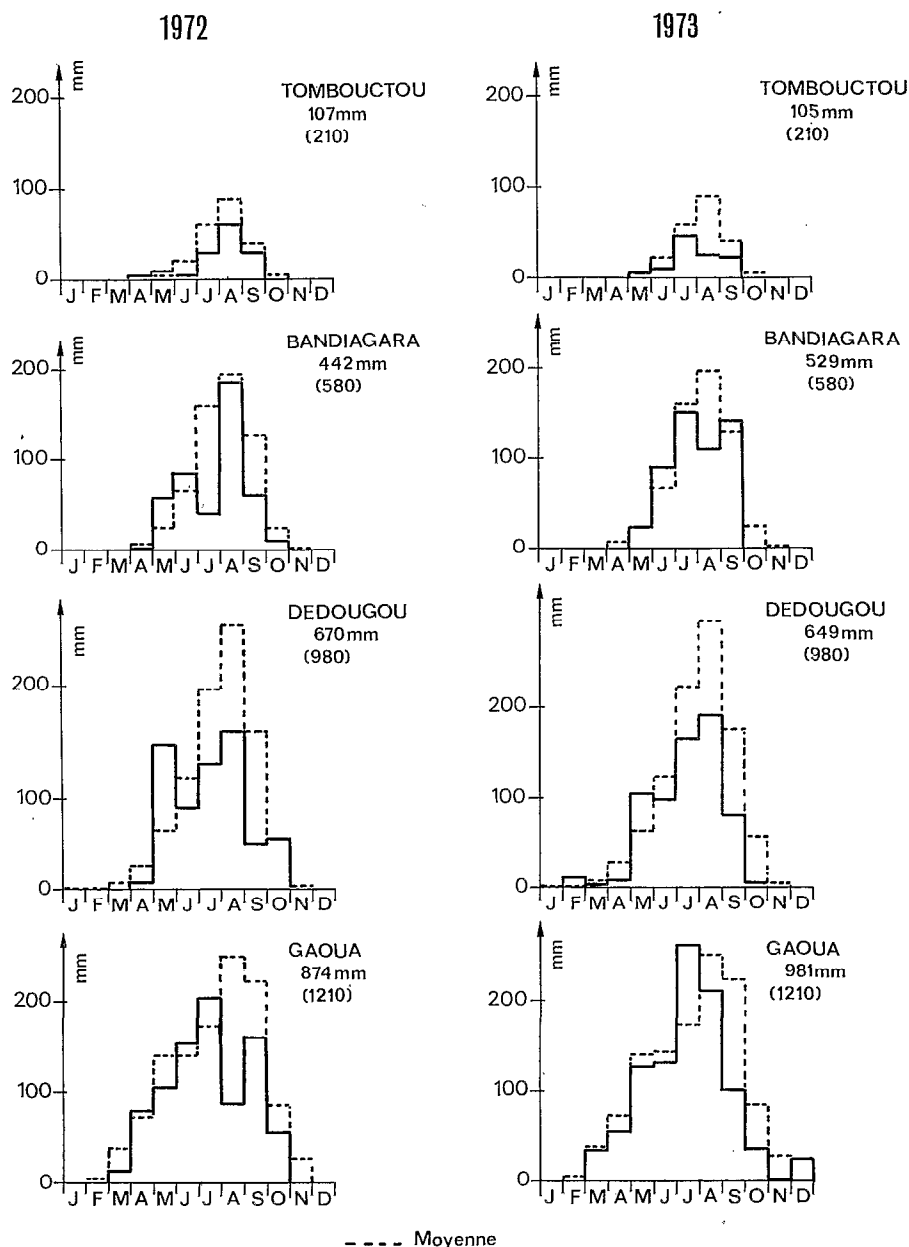 1972
1973
mm
200
100
0
TOMBOUCTOU
107mm
(210)
J F M A M J J A S O N D
mm
200
100
0
TOMBOUCTOU
105mm
(210)
J F M A M J J A S O N D
mm
200
100
0
BANDIAGARA
442mm
(580)
J F M A M J J A S O N D
mm
200
100
0
BANDIAGARA
529mm
(580)
J F M A M J J A S O N D
mm
200
100
0
DEDOUGOU
670mm
(980)
J F M A M J J A S O N D
mm
200
100
0
DEDOUGOU
649mm
(980)
J F M A M J J A S O N D
mm
200
100
0
GAOUA
874mm
(1210)
J F M A M J J A S O N D
mm
200
100
0
GAOUA
981mm
(1210)
J F M A M J J A S O N D
Moyenne